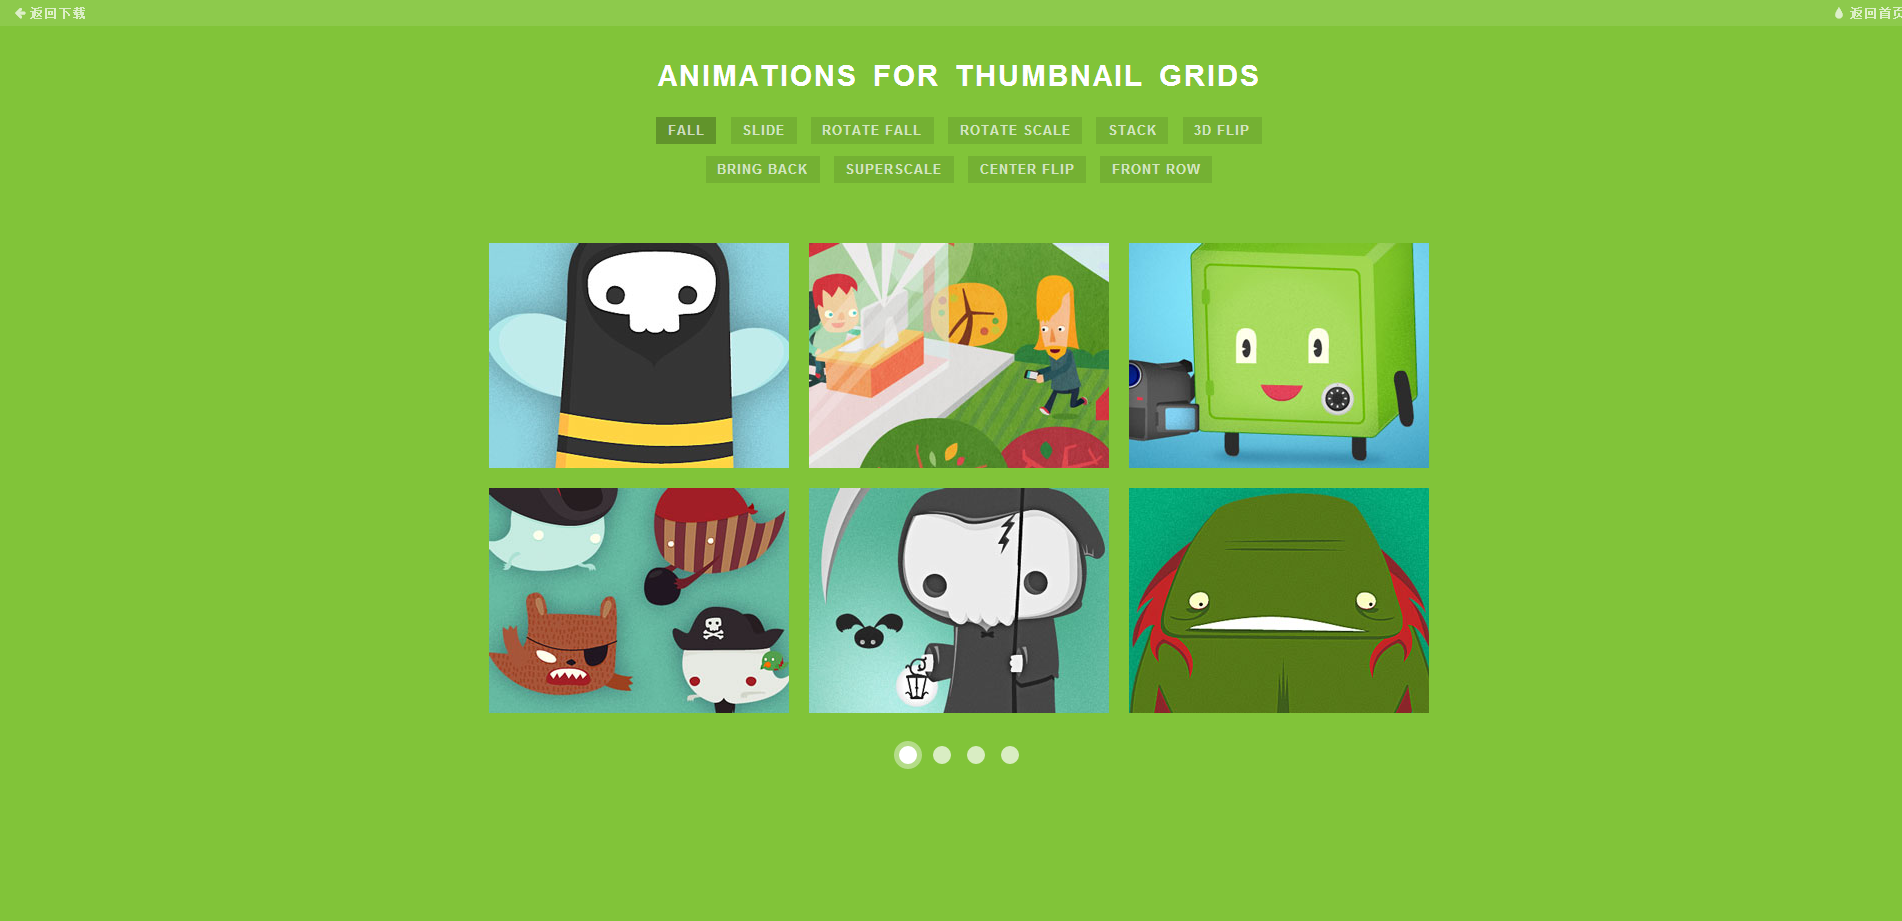 返回下载
返回首页
ANIMATIONS FOR THUMBNAIL GRIDS
FALL SLIDE ROTATE FALL ROTATE SCALE STACK 3D FLIP
BRING BACK SUPERSCALE CENTER FLIP FRONT ROW